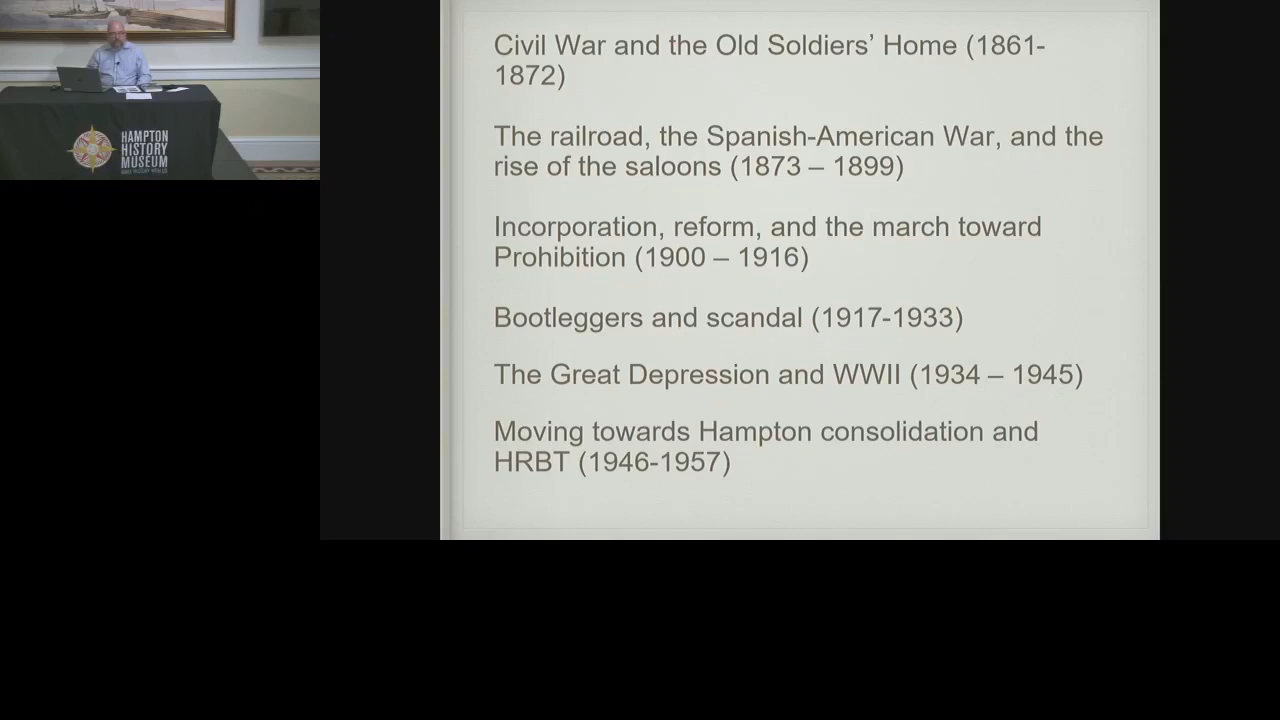 Civil War and the Old Soldiers’ Home (1861-
1872)
The railroad, the Spanish-American War, and the
rise of the saloons (1873 – 1899)
Incorporation, reform, and the march toward
Prohibition (1900 – 1916)
Bootleggers and scandal (1917-1933)
The Great Depression and WWII (1934 – 1945)
Moving towards Hampton consolidation and
HRBT (1946-1957)
HAMPTON
HISTORY
MUSEUM